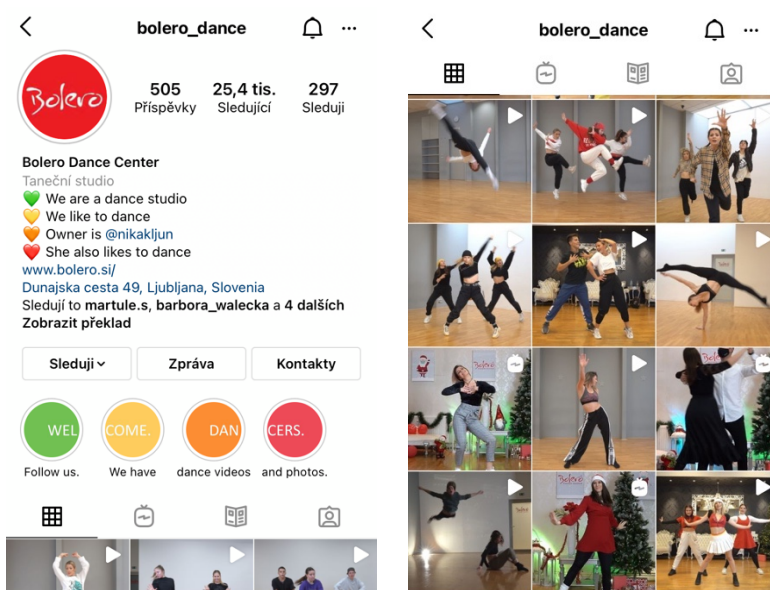 bolero_dance
Bolero
505 25,4 tis. 297
Příspěvky Sledující Sleduji
Bolero Dance Center
Taneční studio
💚 We are a dance studio
💛 We like to dance
🧡 Owner is @nikakljun
❤️ She also likes to dance
www.bolero.si/
Dunajska cesta 49, Ljubljana, Slovenia
Sledují to martule.s, barbora_walecka a 4 dalších
Zobrazit překlad
Sleduji Zpráva Kontakty
WEL COME. DAN CERS.
Follow us. We have dance videos and photos.
bolero_dance
Bolero